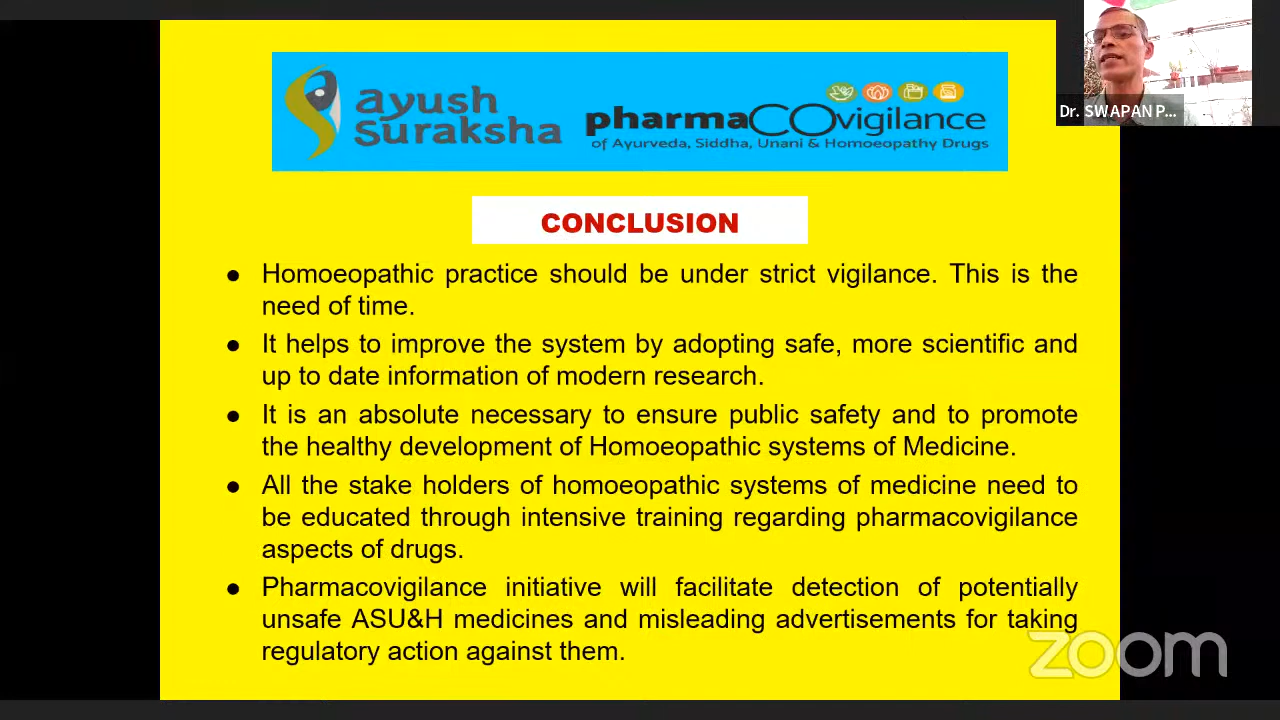 ayush
Suraksha
pharmaCOvigilance
of Ayurveda, Siddha, Unani & Homoeopathy Drugs
Dr. SWAPAN P...
CONCLUSION
● Homoeopathic practice should be under strict vigilance. This is the
need of time.
● It helps to improve the system by adopting safe, more scientific and
up to date information of modern research.
● It is an absolute necessary to ensure public safety and to promote
the healthy development of Homoeopathic systems of Medicine.
● All the stake holders of homoeopathic systems of medicine need to
be educated through intensive training regarding pharmacovigilance
aspects of drugs.
● Pharmacovigilance initiative will facilitate detection of potentially
unsafe ASU&H medicines and misleading advertisements for taking
regulatory action against them.
zoom